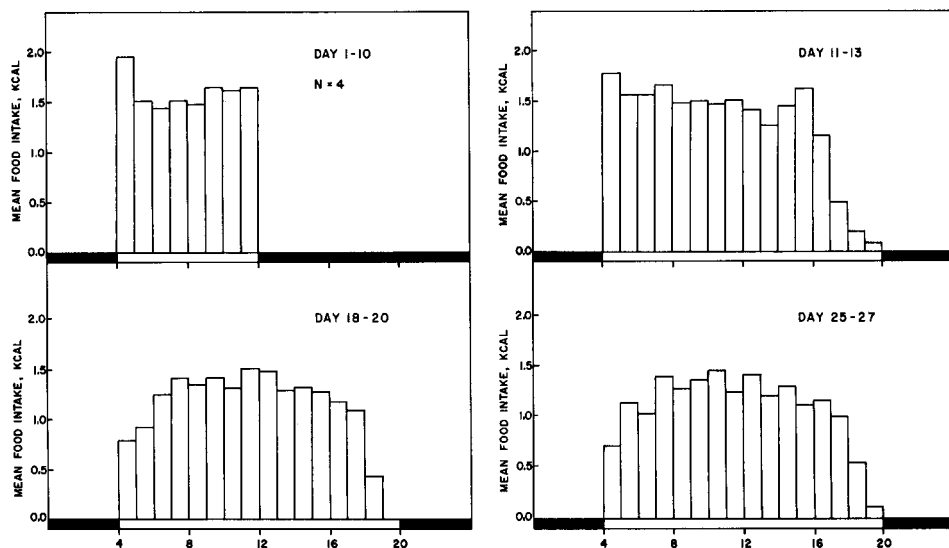 MEAN FOOD INTAKE, KCAL
2.0
1.5
1.0
0.5
0.0
DAY 1-10
N = 4
MEAN FOOD INTAKE, KCAL
2.0
1.5
1.0
0.5
0.0
DAY 11-13
MEAN FOOD INTAKE, KCAL
2.0
1.5
1.0
0.5
0.0
DAY 18-20
4 8 12 16 20
MEAN FOOD INTAKE, KCAL
2.0
1.5
1.0
0.5
0.0
DAY 25-27
4 8 12 16 20